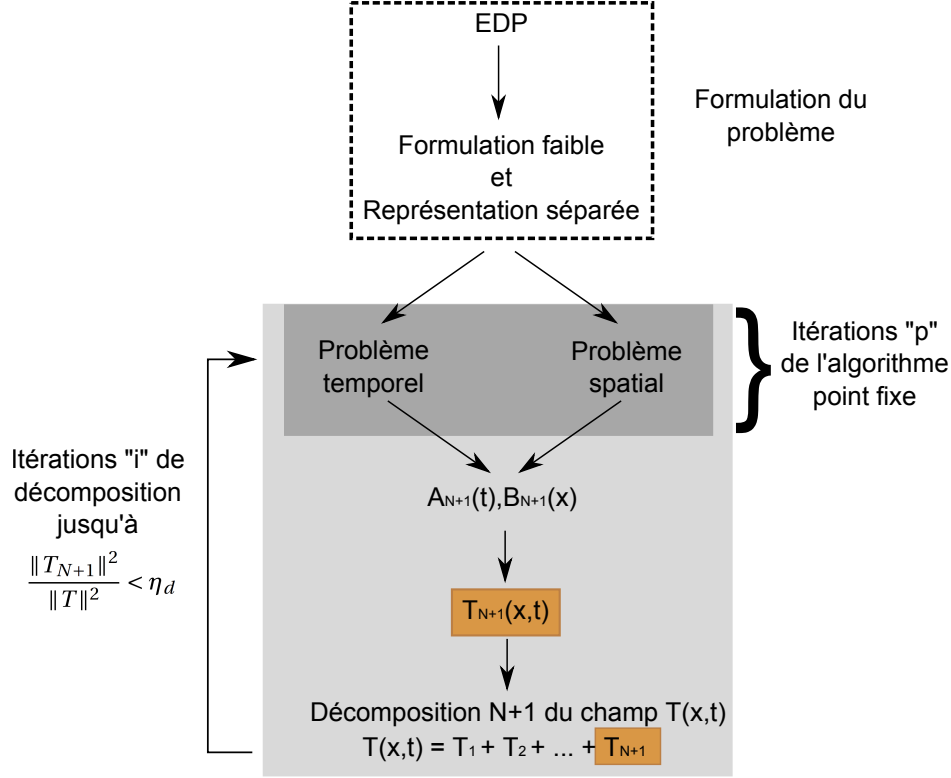 EDP
Formulation faible
et
Représentation séparée
Formulation du
problème
Problème
temporel
Problème
spatial
Itérations "p"
de l'algorithme
point fixe
Itérations "i" de
décomposition
jusqu'à
‖T_{N+1}‖² / ‖T‖² < η_d
A_{N+1}(t),B_{N+1}(x)
T_{N+1}(x,t)
Décomposition N+1 du champ T(x,t)
T(x,t) = T₁ + T₂ + ... + T_{N+1}